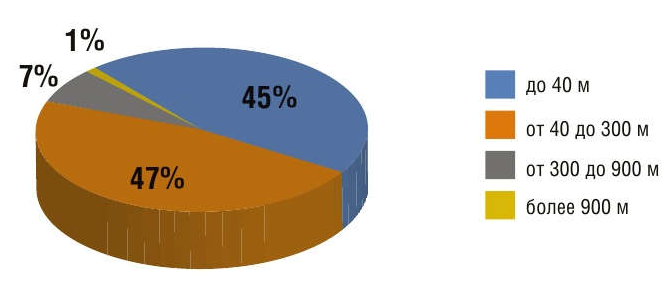 1%
7%
45%
47%
до 40 м
от 40 до 300 м
от 300 до 900 м
более 900 м